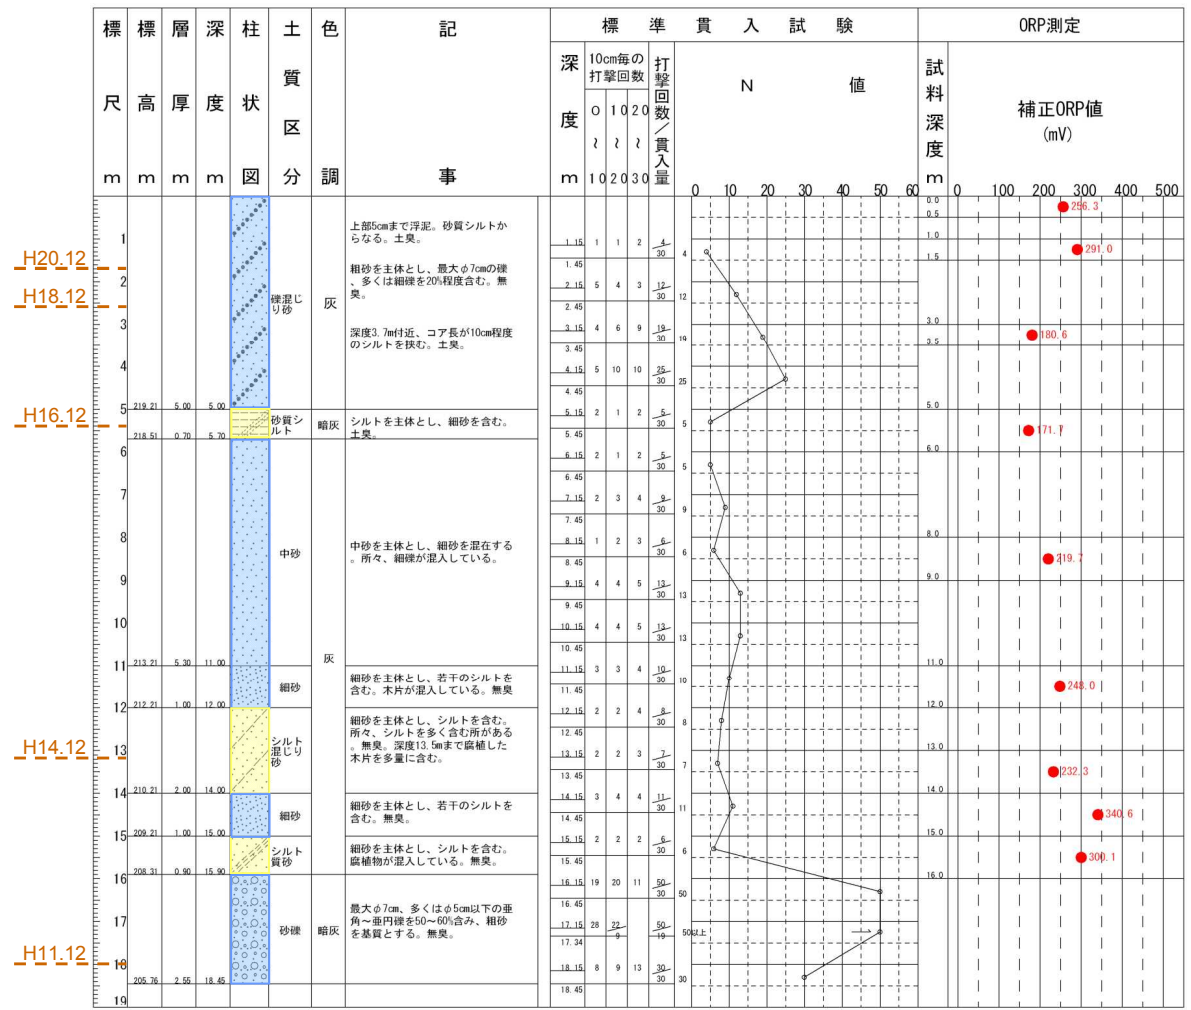 標 標 層 深 柱 土 色 記 標 準 貫 入 試 験 ORP測定
質
尺 高 厚 度 状 区 深 度 10cm毎の 打撃回数 打撃回数/貫入量 N 値 試料深度 補正ORP値
(mV)
0 10 20
~ ~ ~
m m m m 図 分 調 事 m 10 20 30 0 10 20 30 40 50 60 m 0 100 200 300 400 500
H20.12
H18.12
H16.12
H14.12
H11.12
1
2
3
4
5
6
7
8
9
10
11
12
13
14
15
16
17
18
19
219.21 5.00 5.00
218.51 0.70 5.70
213.21 5.30 11.00
212.21 1.00 12.00
210.21 2.00 14.00
209.21 1.00 15.00
208.31 0.90 15.90
205.76 2.55 18.45
礫混じ
り砂
灰
上部5cmまで浮泥。砂質シルトか
らなる。土臭。
粗砂を主体とし、最大φ7cmの礫
、多くは細礫を20%程度含む。無
臭。
深度3.7m付近、コア長が10cm程度
のシルトを挟む。土臭。
砂質シ
ルト
暗灰
シルトを主体とし、細砂を含む。
土臭。
中砂
中砂を主体とし、細砂を混在する
。所々、細礫が混入している。
灰
細砂
細砂を主体とし、若干のシルトを
含む。木片が混入している。無臭
シルト
混じり
砂
細砂を主体とし、シルトを含む。
所々、シルトを多く含む所がある
。無臭。深度13.5mまで腐植した
木片を多量に含む。
細砂
細砂を主体とし、若干のシルトを
含む。無臭。
シルト
質砂
細砂を主体とし、シルトを含む。
腐植物が混入している。無臭。
砂礫
暗灰
最大φ7cm、多くはφ5cm以下の亜
角~亜円礫を50~60%含み、粗砂
を基質とする。無臭。
1.15 1 1 2 4/30 4
1.45
2.15 5 4 3 12/30 12
2.45
3.15 4 6 9 19/30 19
3.45
4.15 5 10 10 25/30 25
4.45
5.15 2 1 2 5/30 5
5.45
6.15 2 1 2 5/30 5
6.45
7.15 2 3 4 9/30 9
7.45
8.15 1 2 3 6/30 6
8.45
9.15 4 4 5 13/30 13
9.45
10.15 4 4 5 13/30 13
10.45
11.15 3 3 4 10/30 10
11.45
12.15 2 2 4 8/30 8
12.45
13.15 2 2 3 7/30 7
13.45
14.15 3 4 4 11/30 11
14.45
15.15 2 2 2 6/30 6
15.45
16.15 19 20 11 50/30 50
16.45
17.15 28 22/9 50/19 50以上
17.34
18.15 8 9 13 30/30 30
18.45
0.0
0.5
256.3
1.0
1.5
291.0
3.0
3.5
180.6
5.0
6.0
171.7
8.0
9.0
219.7
11.0
12.0
248.0
13.0
14.0
232.3
340.6
15.0
16.0
300.1